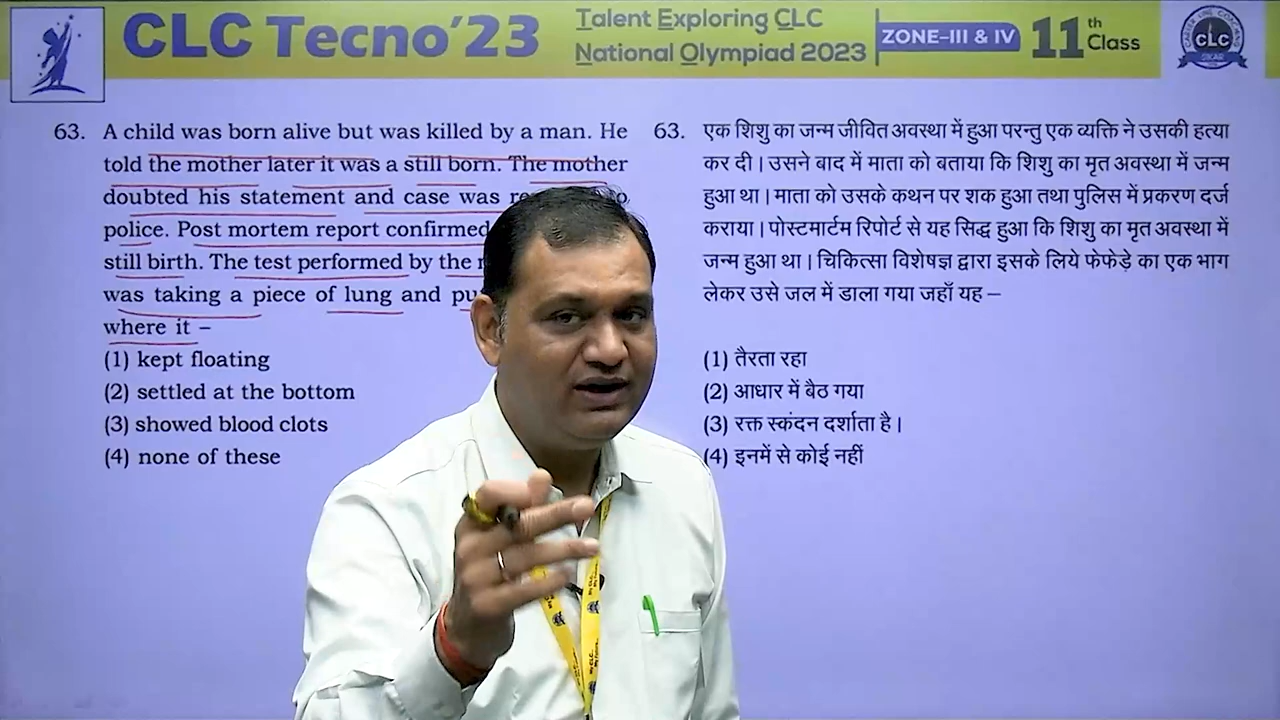 CLC Tecno'23
Talent Exploring CLC
National Olympiad 2023
ZONE–III & IV
11th Class
CLC
63. A child was born alive but was killed by a man. He
told the mother later it was a still born. The mother
doubted his statement and case was
police. Post mortem report confirmed
still birth. The test performed by the
was taking a piece of lung and
where it –
(1) kept floating
(2) settled at the bottom
(3) showed blood clots
(4) none of these
63. एक शिशु का जन्म जीवित अवस्था में हुआ परन्तु एक व्यक्ति ने उसकी हत्या
कर दी। उसने बाद में माता को बताया कि शिशु का मृत अवस्था में जन्म
हुआ था। माता को उसके कथन पर शक हुआ तथा पुलिस में प्रकरण दर्ज
कराया। पोस्टमार्टम रिपोर्ट से यह सिद्ध हुआ कि शिशु का मृत अवस्था में
जन्म हुआ था। चिकित्सा विशेषज्ञ द्वारा इसके लिये फेफेड़े का एक भाग
लेकर उसे जल में डाला गया जहाँ यह –
(1) तैरता रहा
(2) आधार में बैठ गया
(3) रक्त स्कंदन दर्शाता है।
(4) इनमें से कोई नहीं